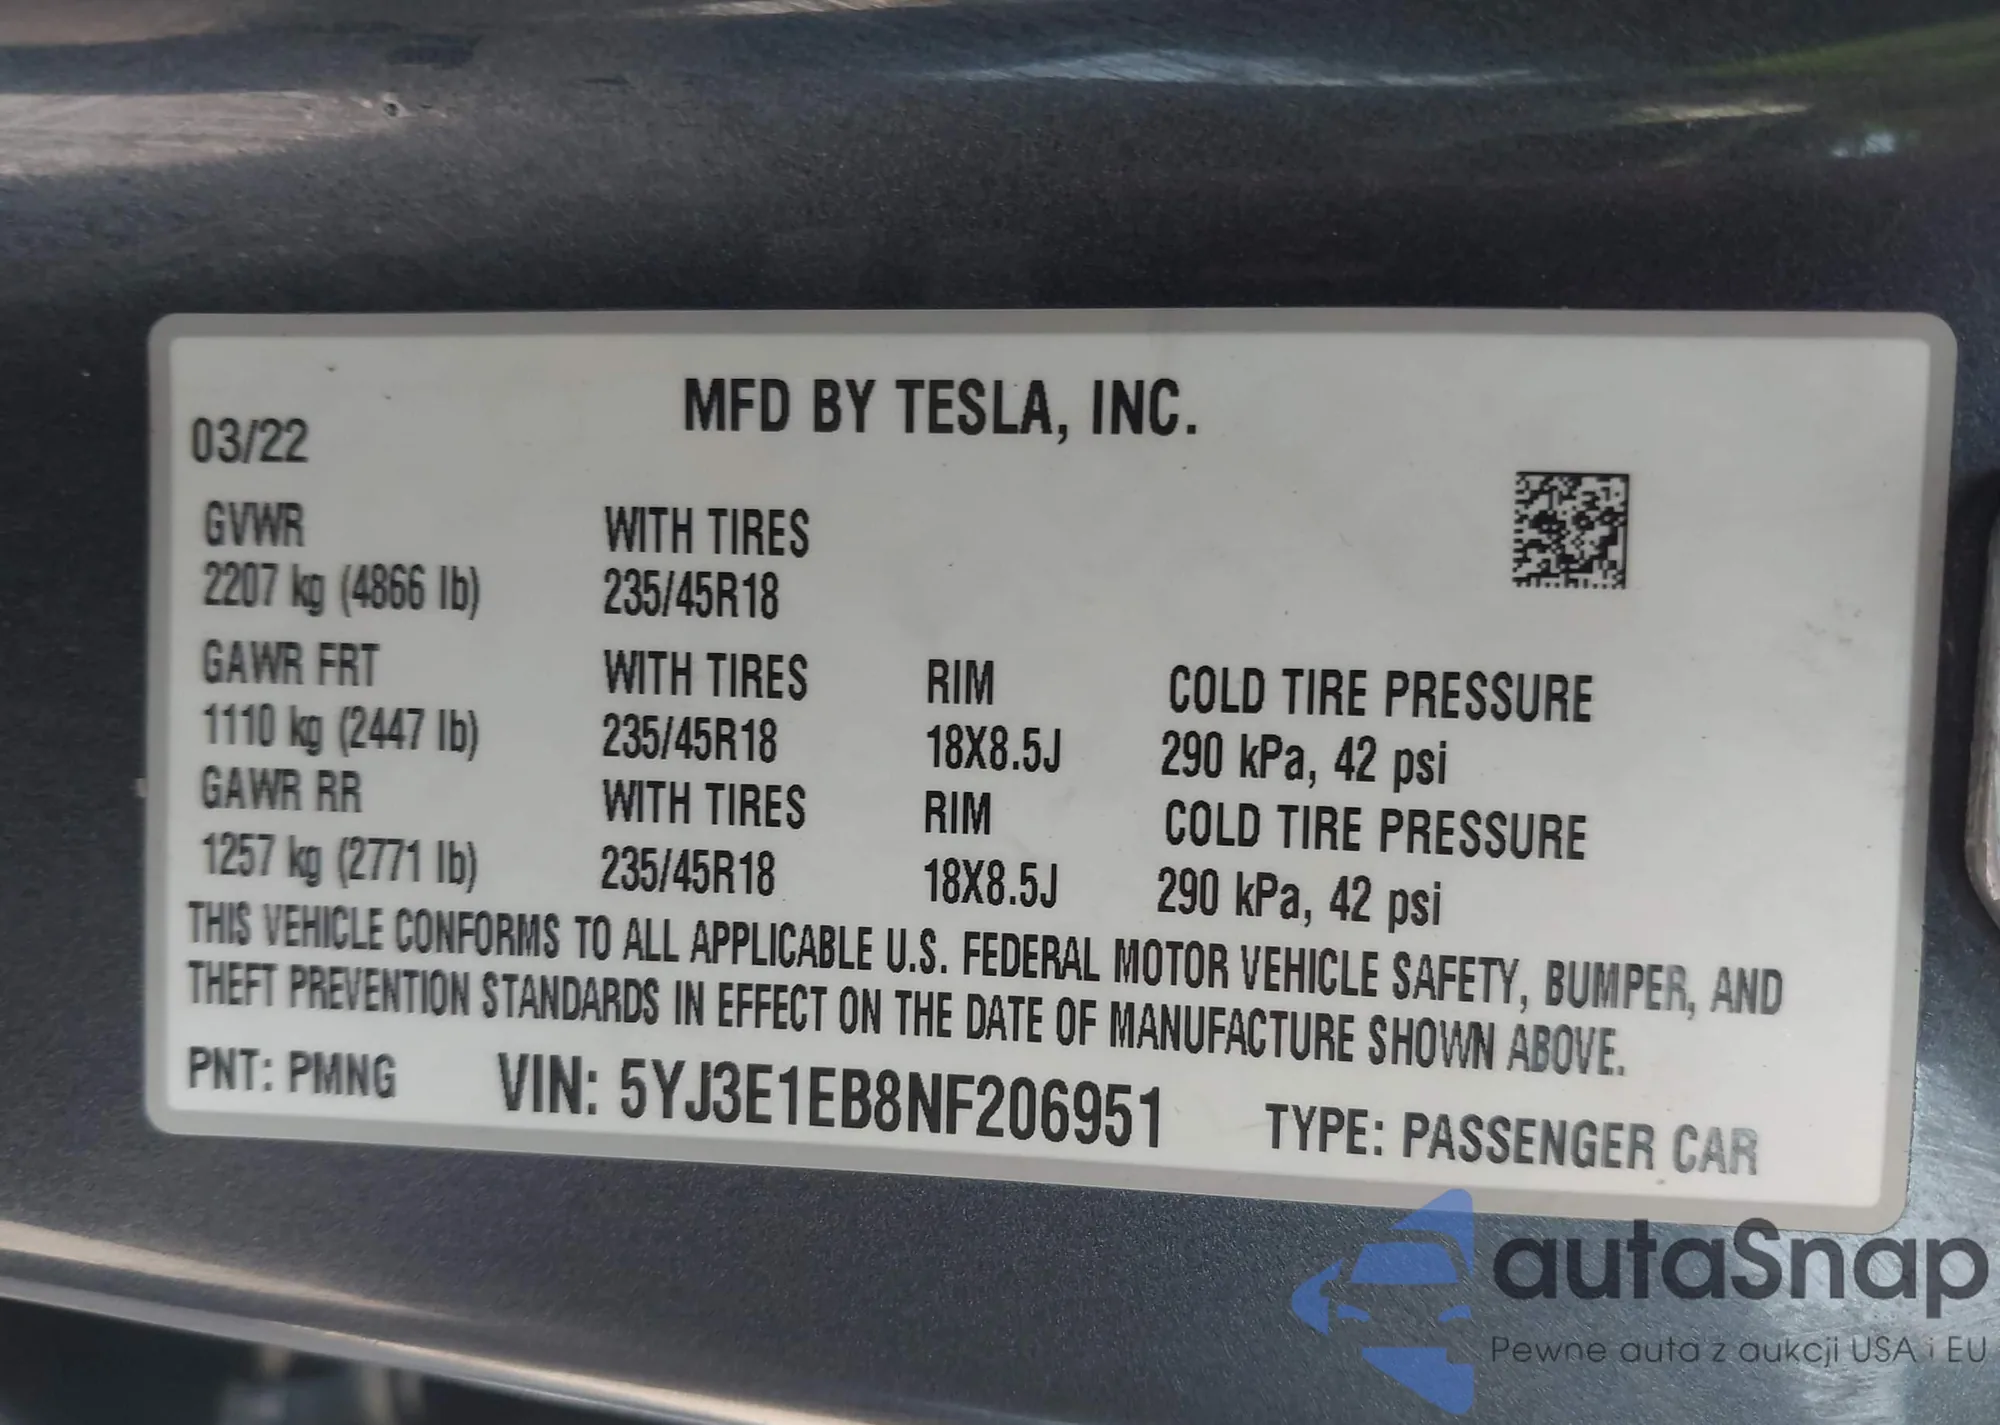 MFD BY TESLA, INC.
03/22
GVWR WITH TIRES
2207 kg (4866 lb) 235/45R18
GAWR FRT WITH TIRES RIM COLD TIRE PRESSURE
1110 kg (2447 lb) 235/45R18 18X8.5J 290 kPa, 42 psi
GAWR RR WITH TIRES RIM COLD TIRE PRESSURE
1257 kg (2771 lb) 235/45R18 18X8.5J 290 kPa, 42 psi
THIS VEHICLE CONFORMS TO ALL APPLICABLE U.S. FEDERAL MOTOR VEHICLE SAFETY, BUMPER, AND
THEFT PREVENTION STANDARDS IN EFFECT ON THE DATE OF MANUFACTURE SHOWN ABOVE.
PNT: PMNG VIN: 5YJ3E1EB8NF206951 TYPE: PASSENGER CAR
autaSnap
Pewne auta z aukcji USA i EU